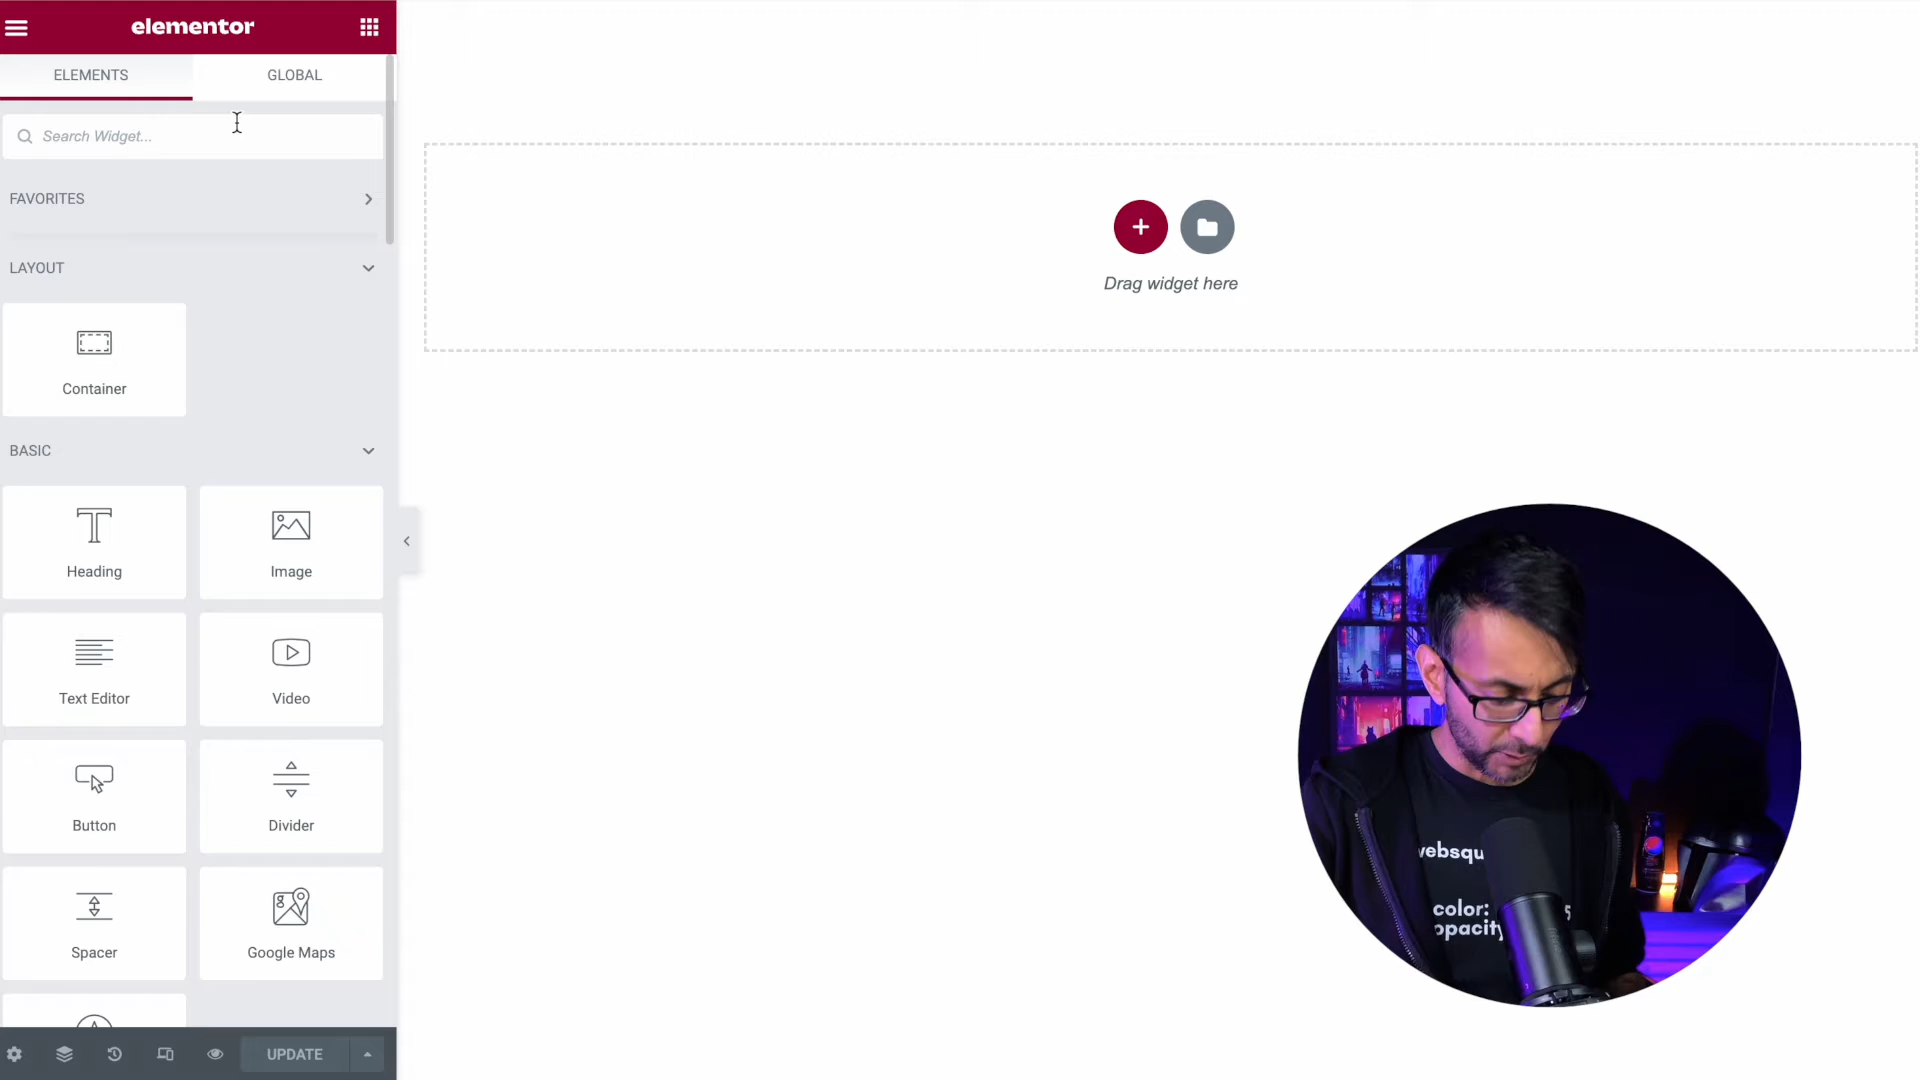 elementor
ELEMENTS
GLOBAL
Search Widget...
FAVORITES
LAYOUT
Container
BASIC
Heading
Image
Text Editor
Video
Button
Divider
Spacer
Google Maps
UPDATE
Drag widget here
color: